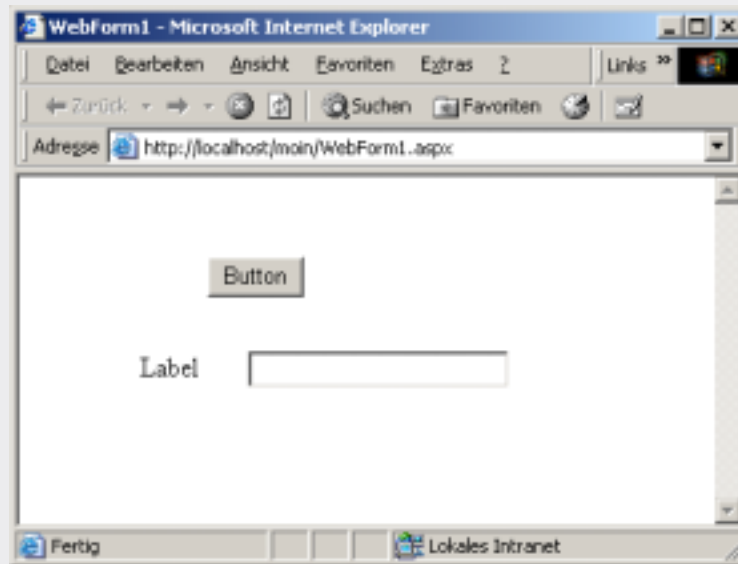 WebForm1 - Microsoft Internet Explorer
Datei Bearbeiten Ansicht Favoriten Extras ? Links »
Zurück Suchen Favoriten
Adresse http://localhost/moin/WebForm1.aspx
Button
Label
Fertig Lokales Intranet